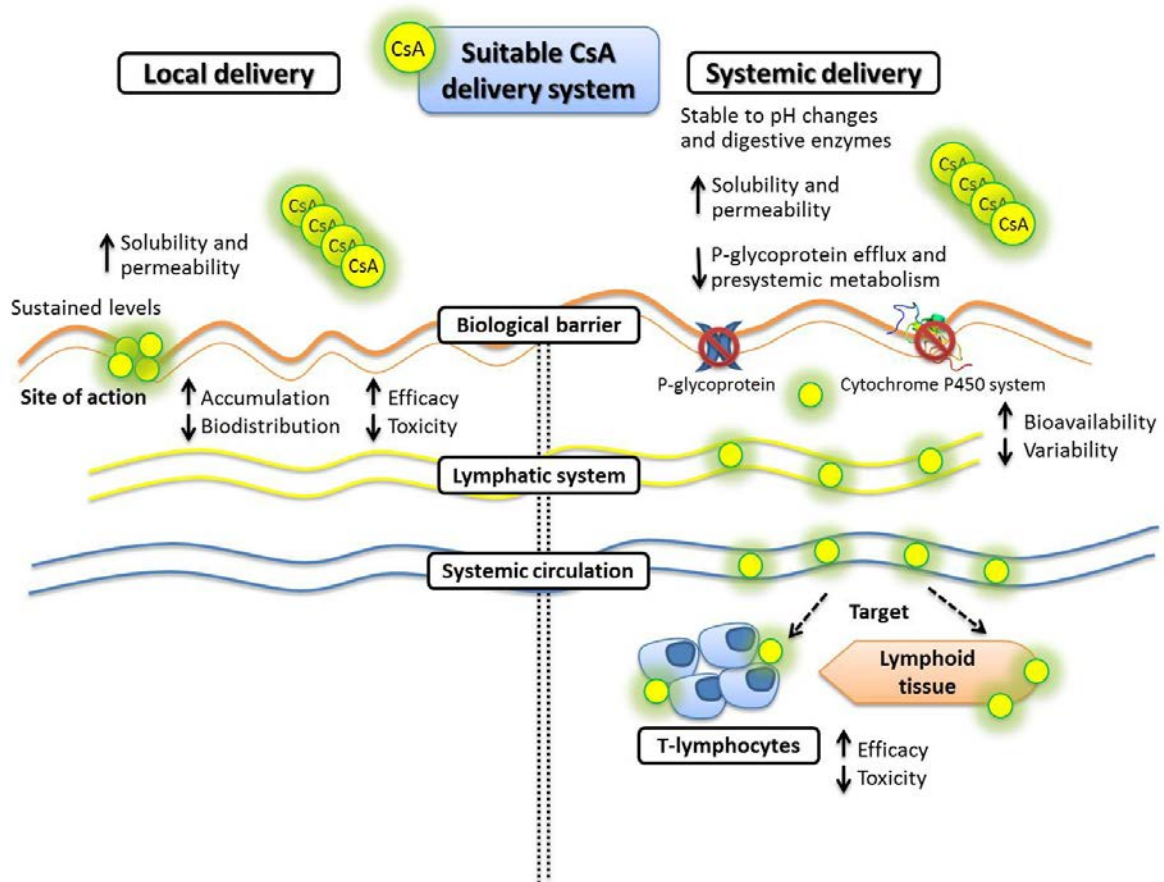 Local delivery
CsA
Suitable CsA
delivery system
Systemic delivery
Stable to pH changes
and digestive enzymes
CsA
CsA
CsA
CsA
Solubility and
permeability
P-glycoprotein efflux and
presystemic metabolism
CsA
CsA
CsA
CsA
Solubility and
permeability
Sustained levels
Biological barrier
Site of action
Accumulation
Biodistribution
Efficacy
Toxicity
P-glycoprotein
Cytochrome P450 system
Bioavailability
Variability
Lymphatic system
Systemic circulation
Target
Lymphoid
tissue
T-lymphocytes
Efficacy
Toxicity